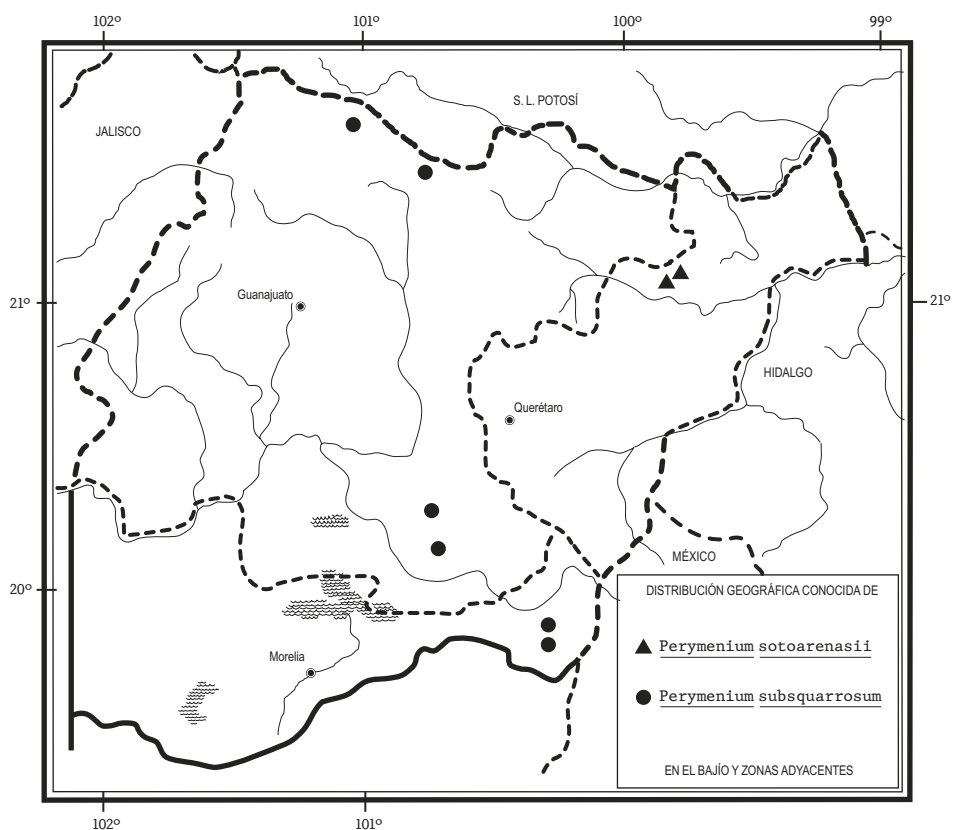 102º 101º 100º 99º
S. L. POTOSÍ
JALISCO
Guanajuato
21º 21º
HIDALGO
Querétaro
MÉXICO
20º
DISTRIBUCIÓN GEOGRÁFICA CONOCIDA DE
Perymenium sotoarenasii
Morelia
Perymenium subsquarrosum
EN EL BAJÍO Y ZONAS ADYACENTES
102º 101º